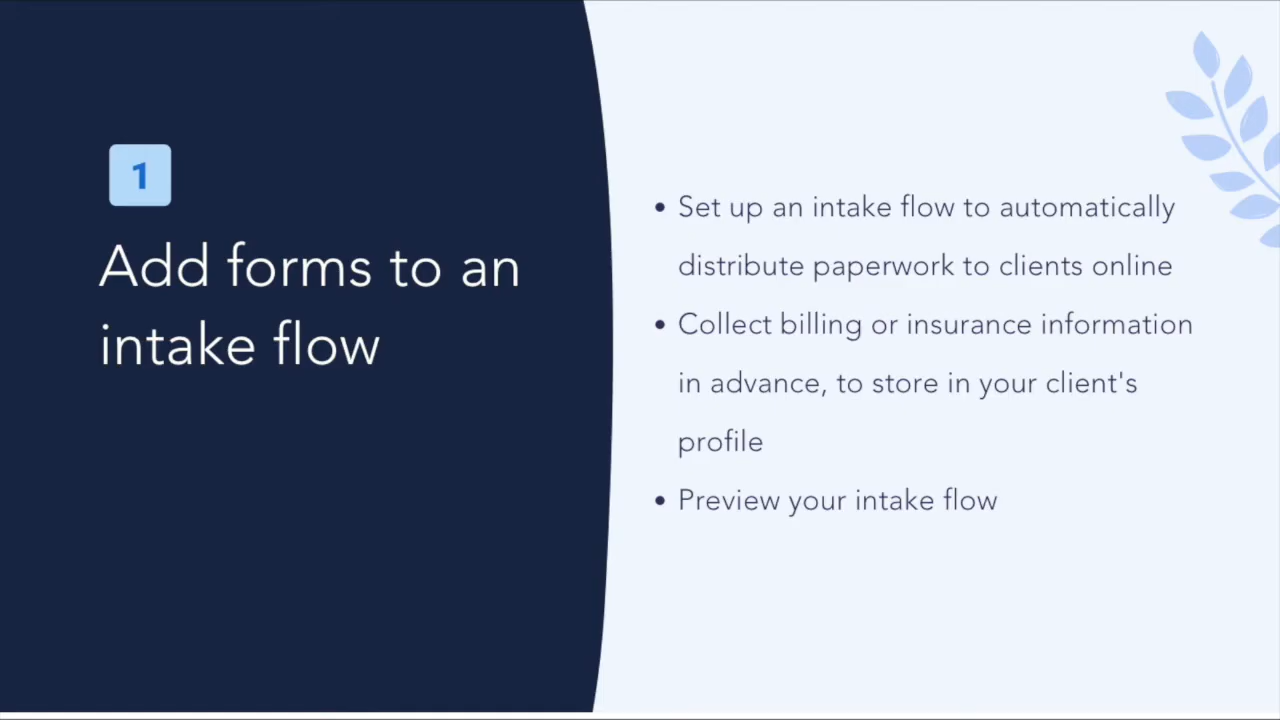 1
Add forms to an
intake flow
• Set up an intake flow to automatically
distribute paperwork to clients online
• Collect billing or insurance information
in advance, to store in your client's
profile
• Preview your intake flow